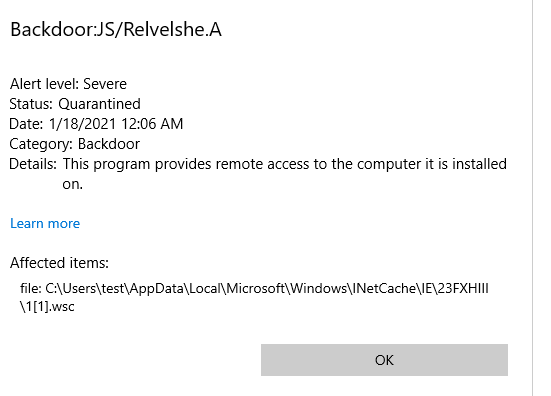 Backdoor:JS/Relvelshe.A
Alert level: Severe
Status: Quarantined
Date: 1/18/2021 12:06 AM
Category: Backdoor
Details: This program provides remote access to the computer it is installed
on.
Learn more
Affected items:
file: C:\Users\test\AppData\Local\Microsoft\Windows\INetCache\IE\23FXHIII
\1[1].wsc
OK